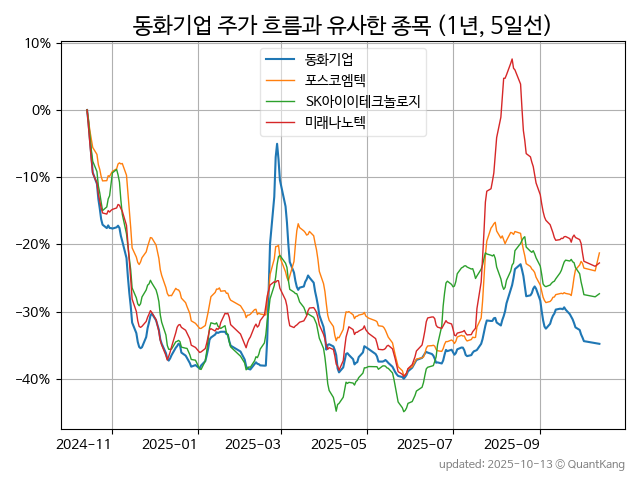 동화기업 주가 흐름과 유사한 종목 (1년, 5일선)
동화기업
포스코엠텍
SK아이이테크놀로지
미래나노텍
10%
0%
−10%
−20%
−30%
−40%
2024-11 2025-01 2025-03 2025-05 2025-07 2025-09
updated: 2025-10-13 © QuantKang